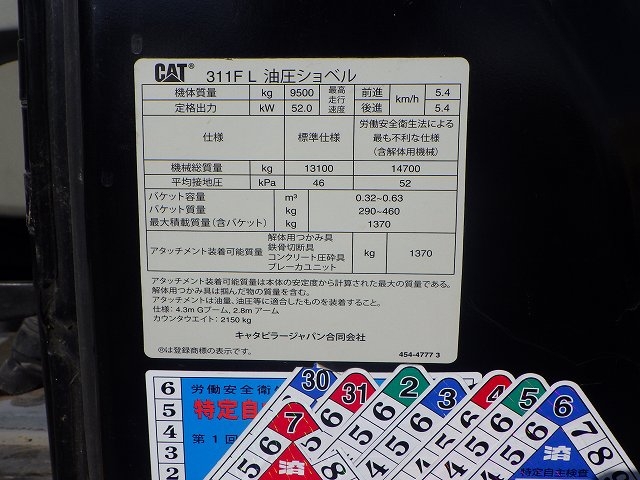 CAT 311F L 油圧ショベル
機体質量 kg 9500 最高走行速度 前進 km/h 5.4
定格出力 kW 52.0 後進 5.4
仕様 標準仕様 労働安全衛生法による最も不利な仕様(含解体用機械)
機械総質量 kg 13100 14700
平均接地圧 kPa 46 52
バケット容量 m³ 0.32~0.63
バケット質量 kg 290~460
最大積載質量(含バケット) kg 1370
アタッチメント装着可能質量 解体用つかみ具 鉄骨切断具 コンクリート圧砕具 ブレーカユニット kg 1370
アタッチメント装着可能質量は本体の安定度から計算された最大の質量である。
解体用つかみ具は掴んだ物の質量を含む。
アタッチメントは油量、油圧等に適合したものを装着すること。
仕様：4.3m Gブーム, 2.8m アーム
カウンタウエイト：2150 kg
キャタピラージャパン合同会社
®は登録商標の表示です。
454-4777 3
6 労働安全衛生
5 特定自
4 第1回
3
2
30 31 2 3 4 5 6
7
済
済
特定自主検査